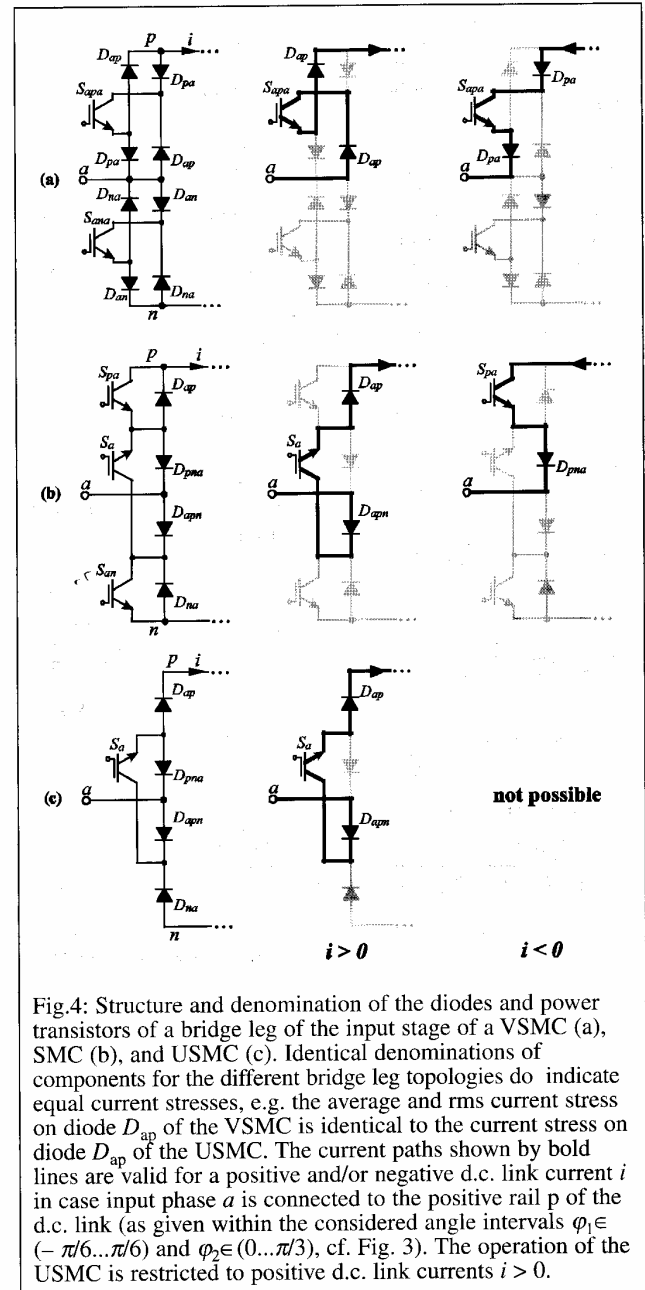 p i
D_ap
D_pa
S_apa
D_pa
D_ap
(a) a
D_na
D_an
S_ana
D_an
D_na
n
D_ap
S_apa
a
D_ap
D_pa
S_apa
a
D_pa
p i
S_pa
D_ap
S_a
D_pna
(b) a
D_apn
S_an
D_na
n
D_ap
S_a
a
D_apn
S_pa
D_pna
a
p i
D_ap
S_a
D_pna
(c) a
D_apn
D_na
n
D_ap
S_a
a
D_apn
not possible
i > 0
i < 0
Fig.4: Structure and denomination of the diodes and power
transistors of a bridge leg of the input stage of a VSMC (a),
SMC (b), and USMC (c). Identical denominations of
components for the different bridge leg topologies do indicate
equal current stresses, e.g. the average and rms current stress
on diode D_ap of the VSMC is identical to the current stress on
diode D_ap of the USMC. The current paths shown by bold
lines are valid for a positive and/or negative d.c. link current i
in case input phase a is connected to the positive rail p of the
d.c. link (as given within the considered angle intervals φ₁∈
(− π/6...π/6) and φ₂∈(0...π/3), cf. Fig. 3). The operation of the
USMC is restricted to positive d.c. link currents i > 0.